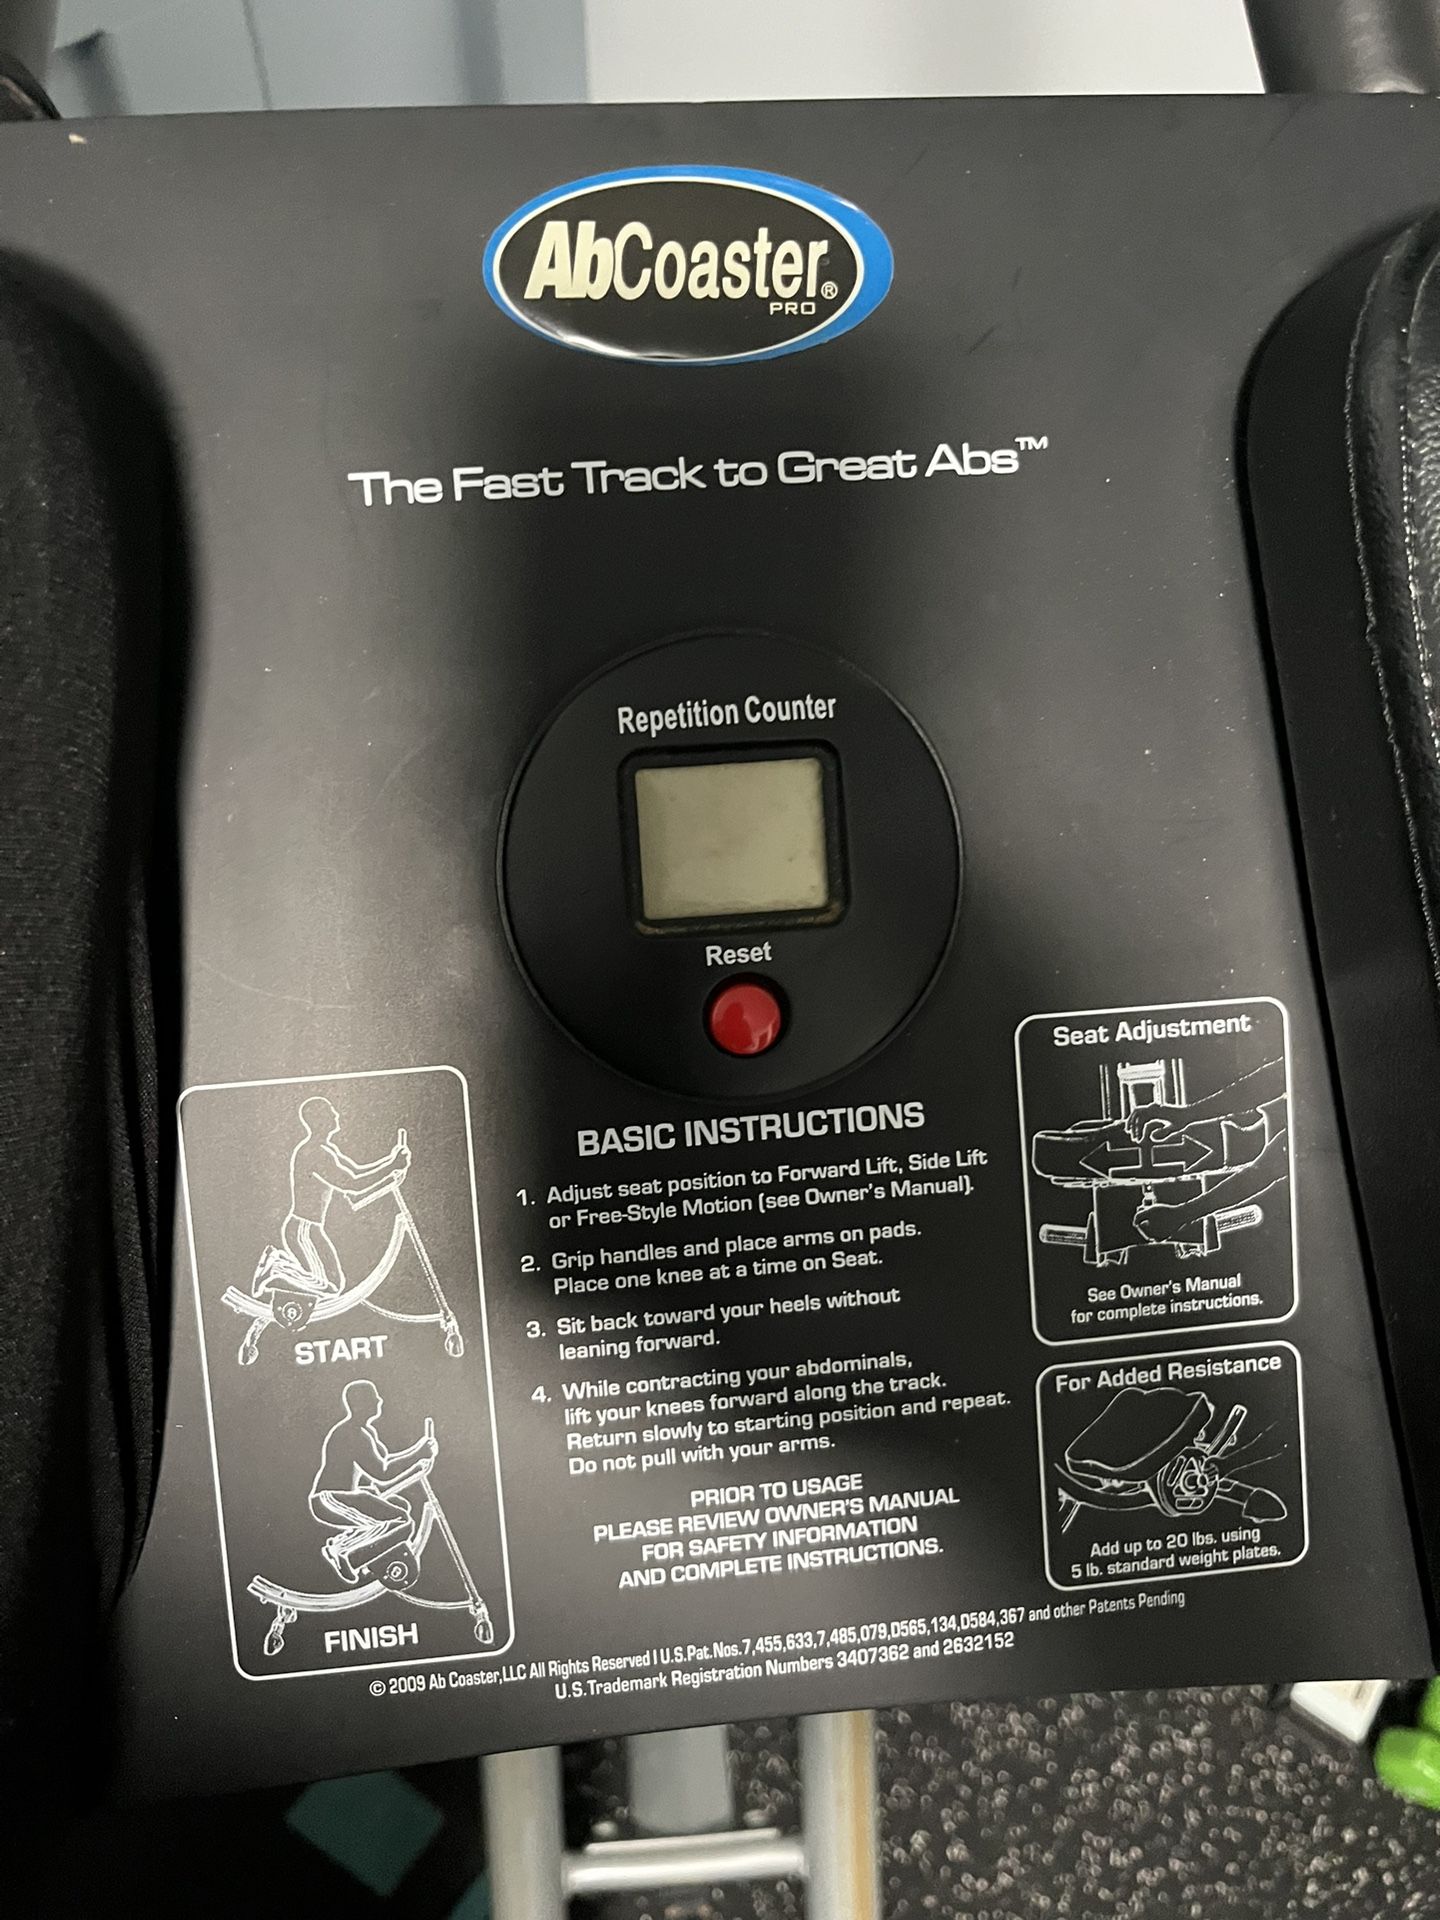 AbCoaster®
PRO
The Fast Track to Great Abs™
Repetition Counter
Reset
BASIC INSTRUCTIONS
1. Adjust seat position to Forward Lift, Side Lift
or Free-Style Motion (see Owner's Manual).
2. Grip handles and place arms on pads.
Place one knee at a time on Seat.
3. Sit back toward your heels without
leaning forward.
4. While contracting your abdominals,
lift your knees forward along the track.
Return slowly to starting position and repeat.
Do not pull with your arms.
PRIOR TO USAGE
PLEASE REVIEW OWNER'S MANUAL
FOR SAFETY INFORMATION
AND COMPLETE INSTRUCTIONS.
START
FINISH
Seat Adjustment
See Owner's Manual
for complete instructions.
For Added Resistance
Add up to 20 lbs. using
5 lb. standard weight plates.
© 2009 Ab Coaster,LLC All Rights Reserved I U.S.Pat.Nos.7,455,633,7,485,079,D565,134,D584,367 and other Patents Pending
U.S.Trademark Registration Numbers 3407362 and 2632152